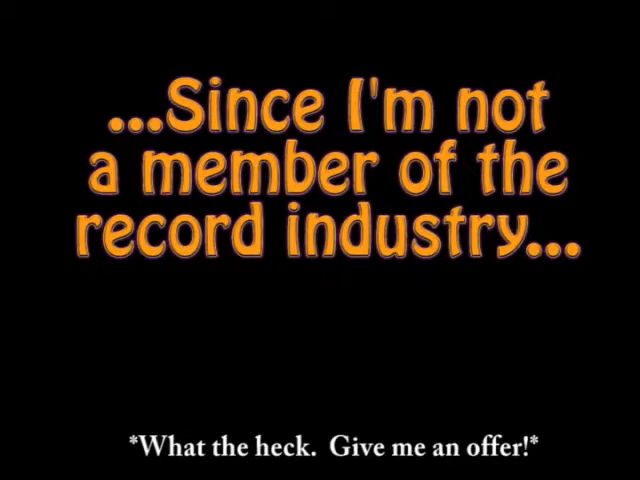 ...Since I'm not
a member of the
record industry...
*What the heck.  Give me an offer!*